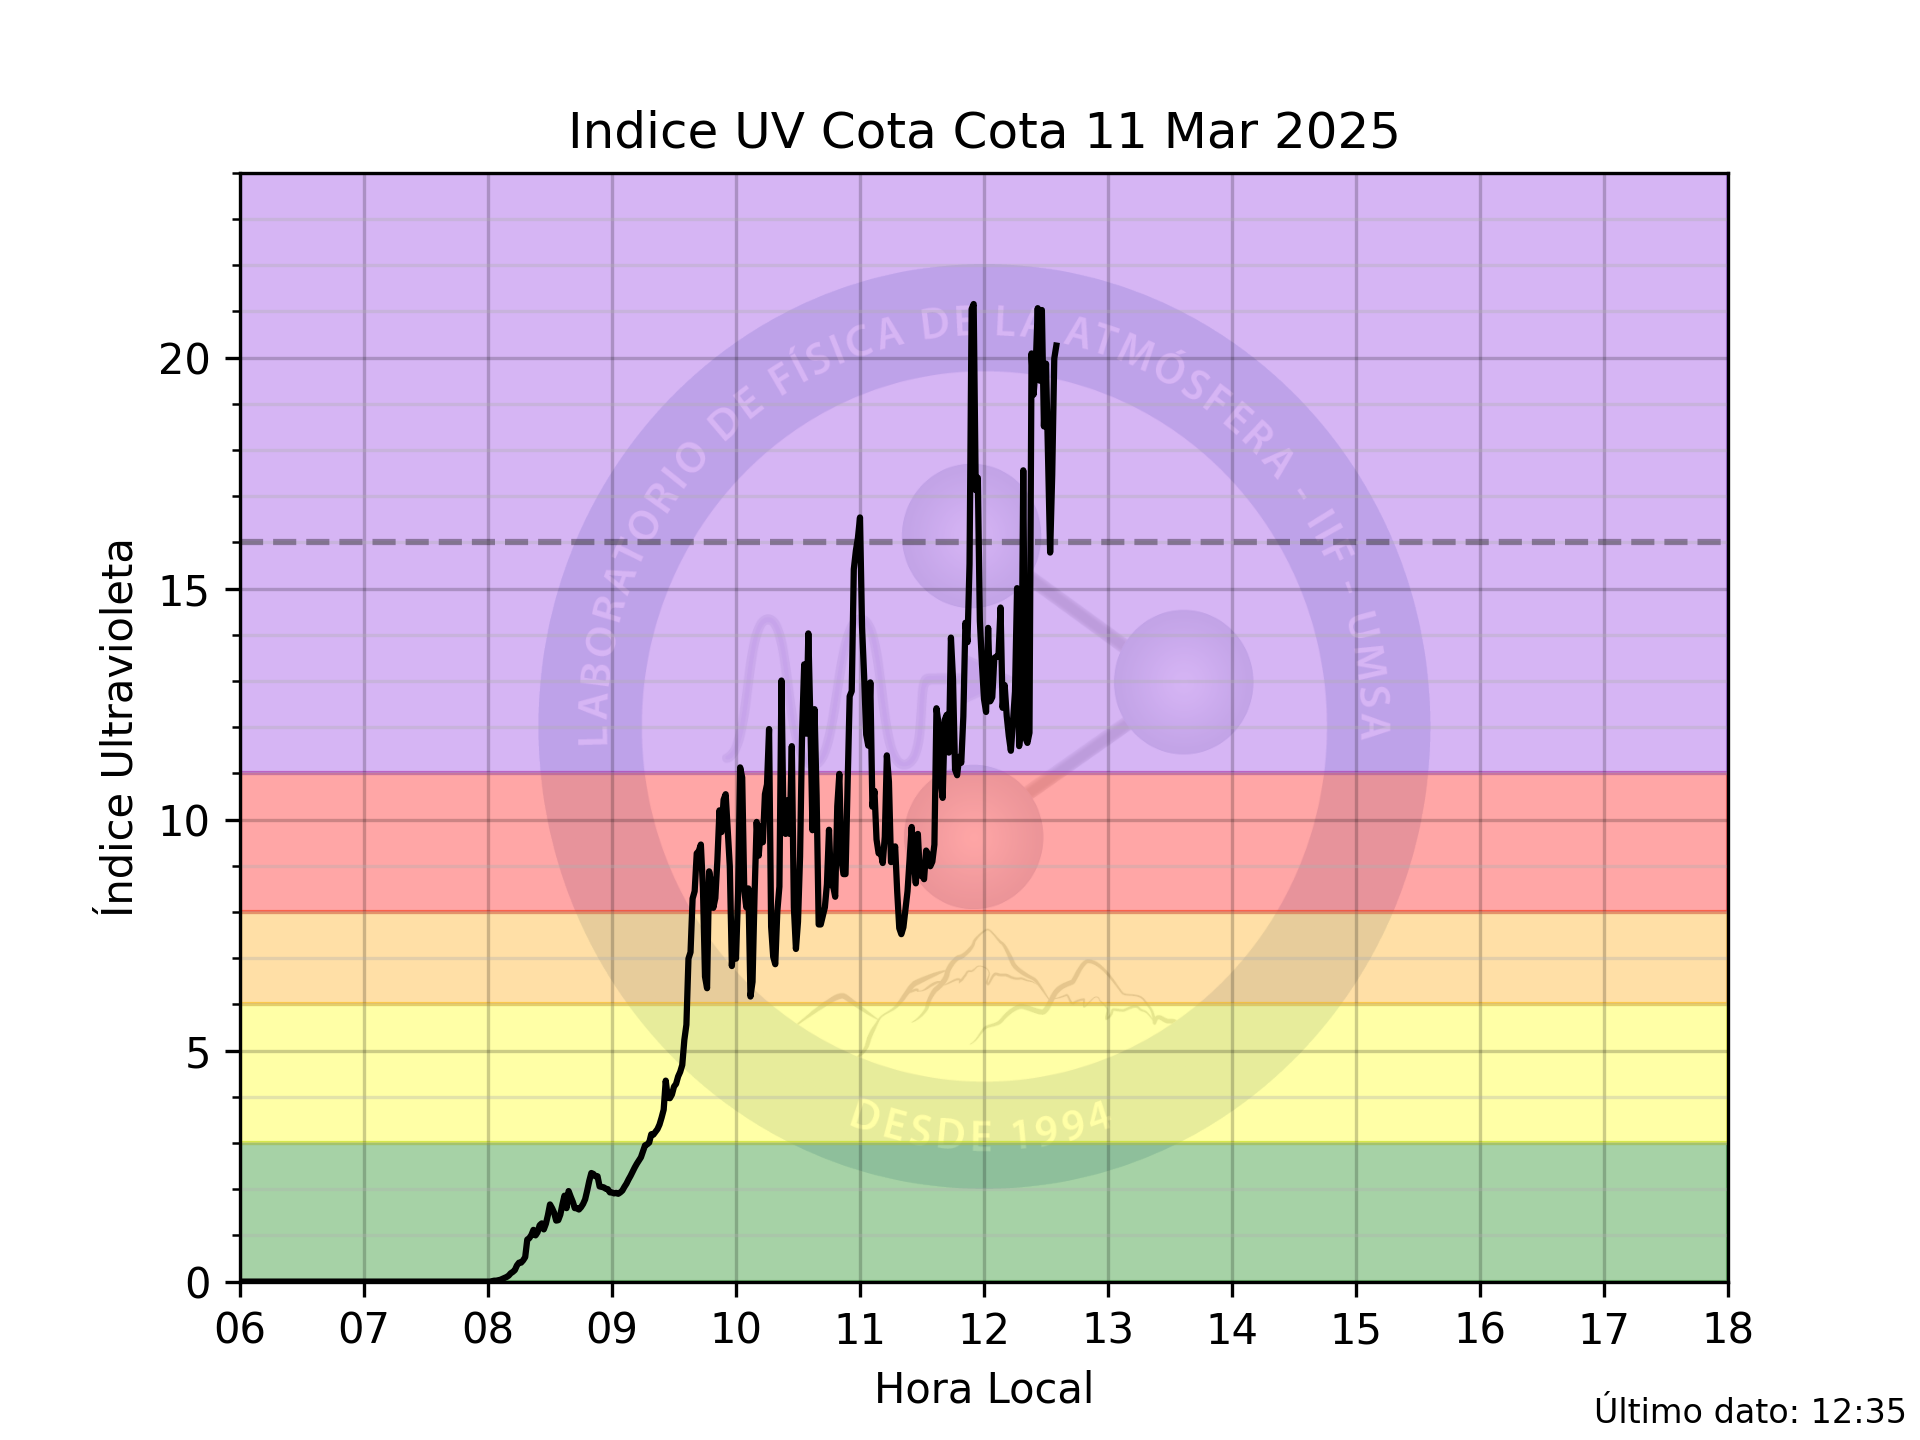 Indice UV Cota Cota 11 Mar 2025
LABORATORIO DE FÍSICA DE LA ATMÓSFERA - IIF - UMSA
DESDE 1994
Índice Ultravioleta
20
15
10
5
0
06 07 08 09 10 11 12 13 14 15 16 17 18
Hora Local
Último dato: 12:35